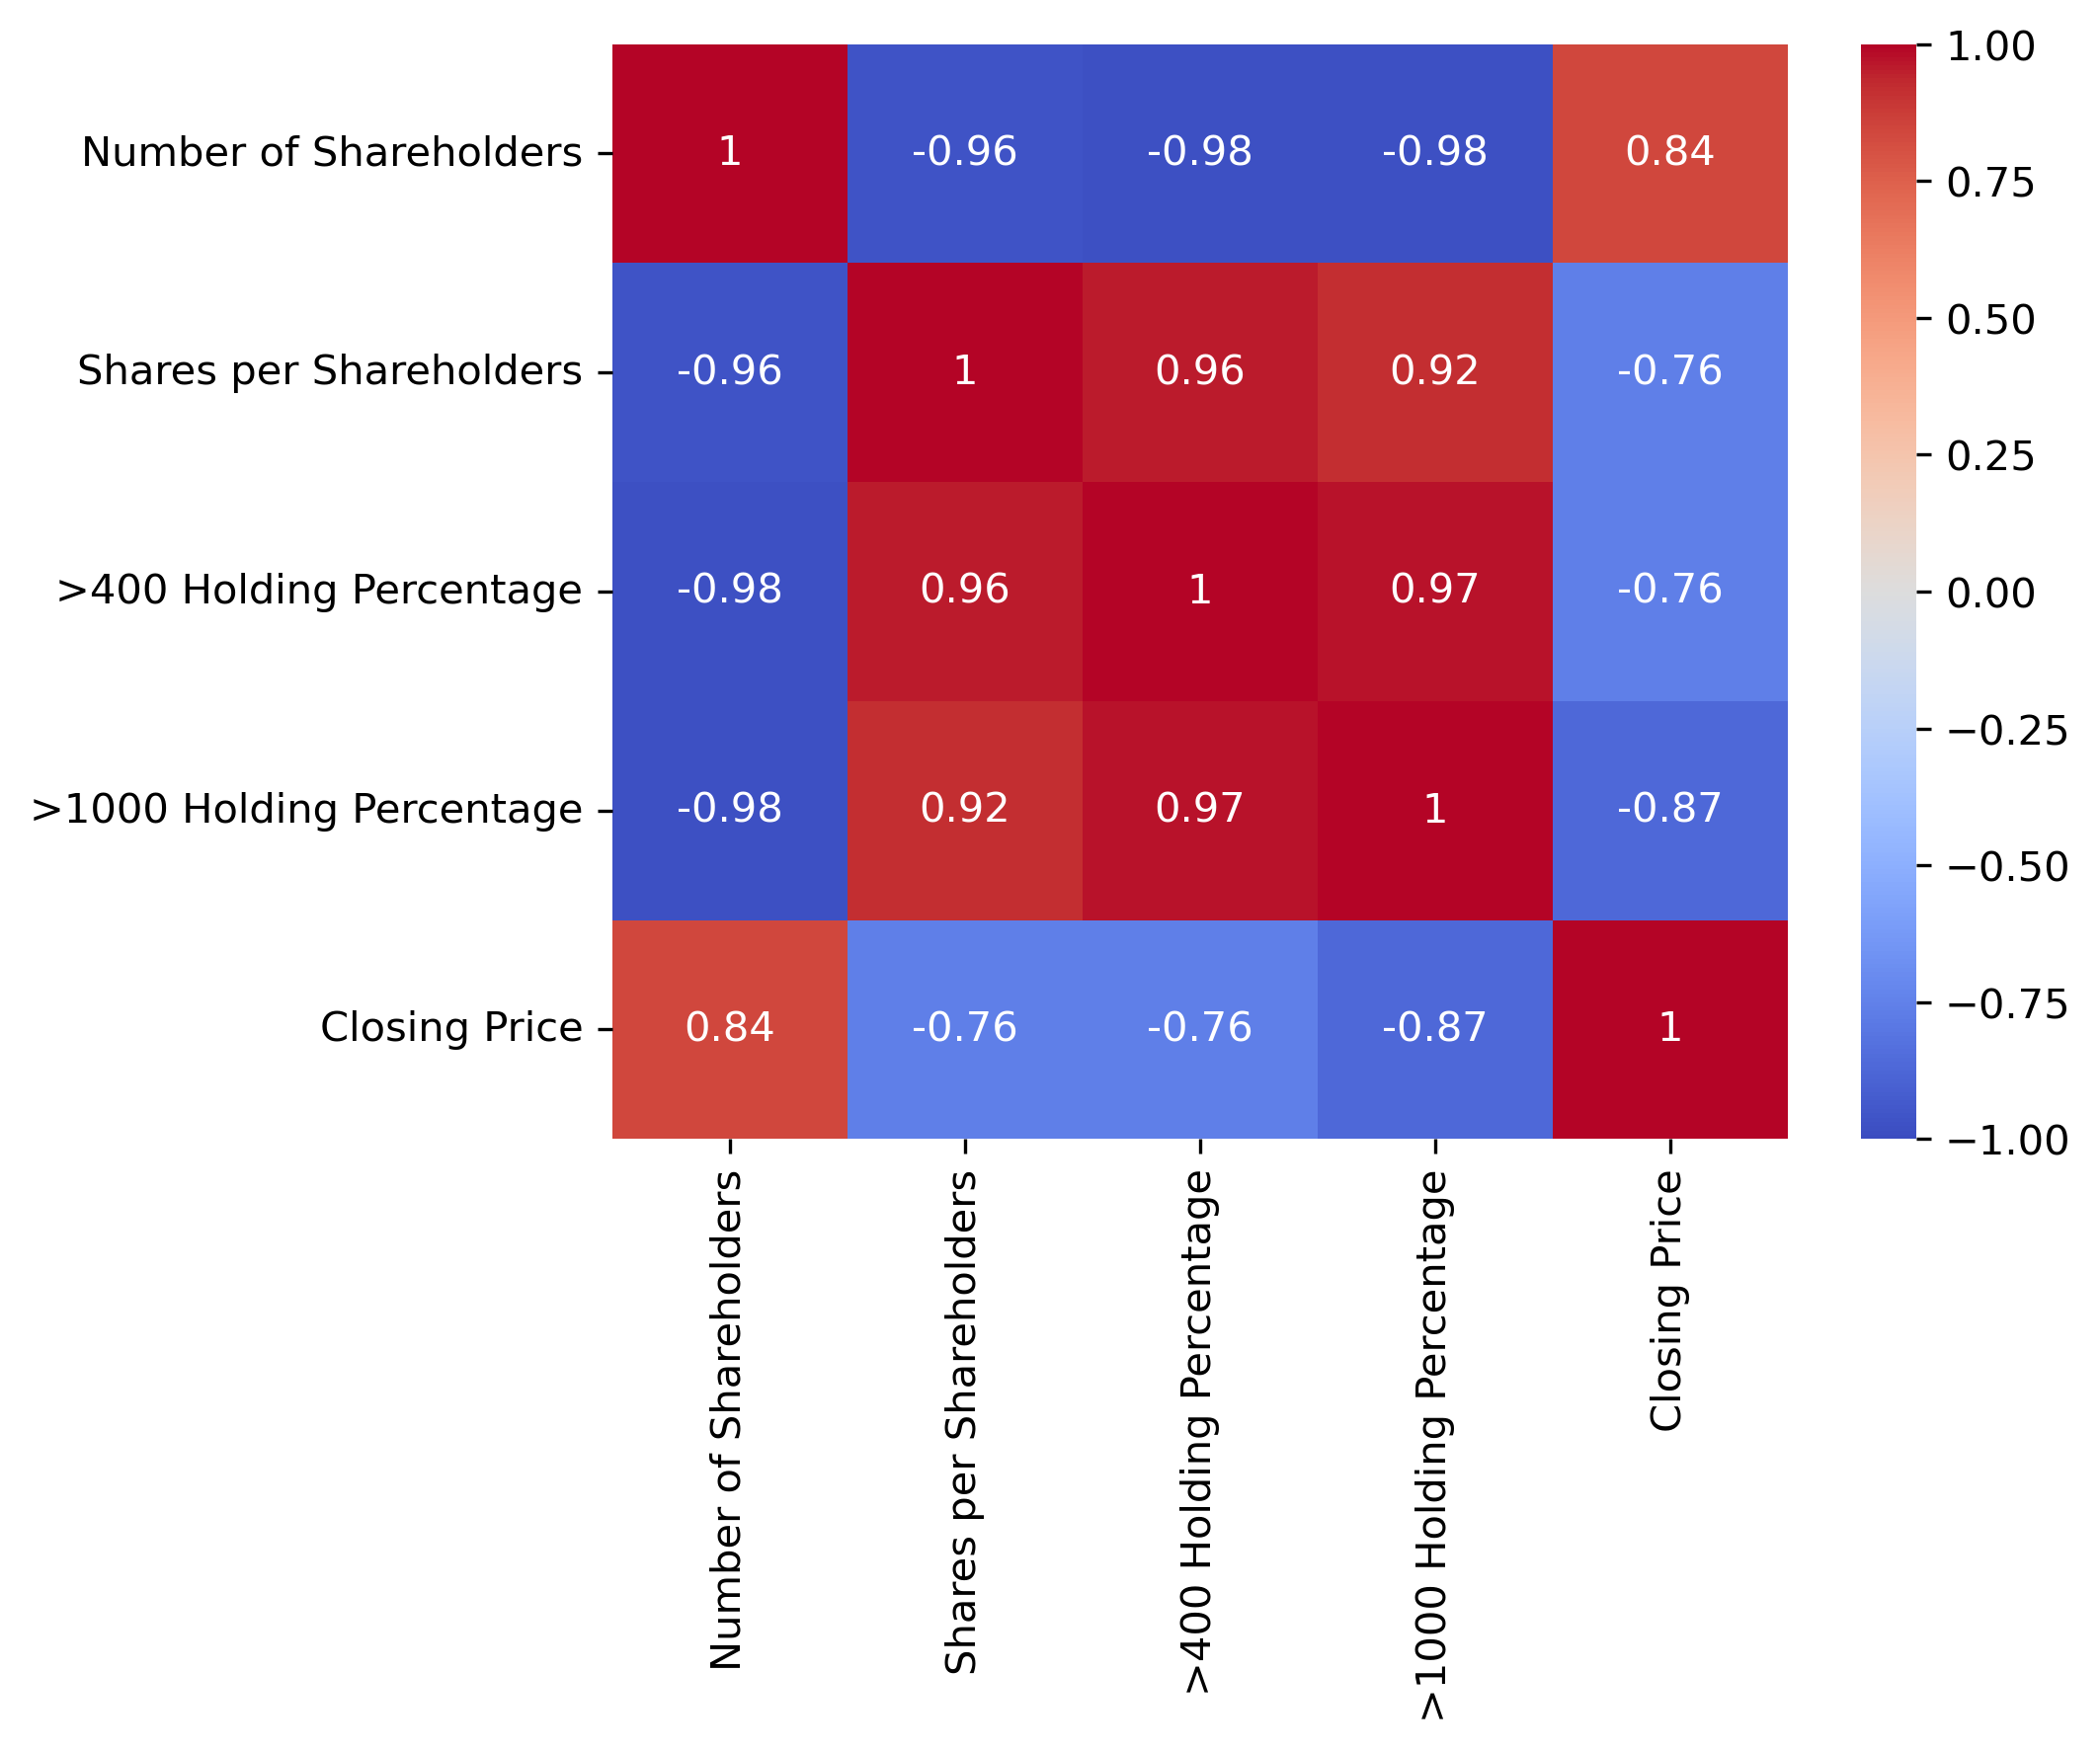 Number of Shareholders 1 -0.96 -0.98 -0.98 0.84
Shares per Shareholders -0.96 1 0.96 0.92 -0.76
>400 Holding Percentage -0.98 0.96 1 0.97 -0.76
>1000 Holding Percentage -0.98 0.92 0.97 1 -0.87
Closing Price 0.84 -0.76 -0.76 -0.87 1
Number of Shareholders
Shares per Shareholders
>400 Holding Percentage
>1000 Holding Percentage
Closing Price
1.00
0.75
0.50
0.25
0.00
−0.25
−0.50
−0.75
−1.00